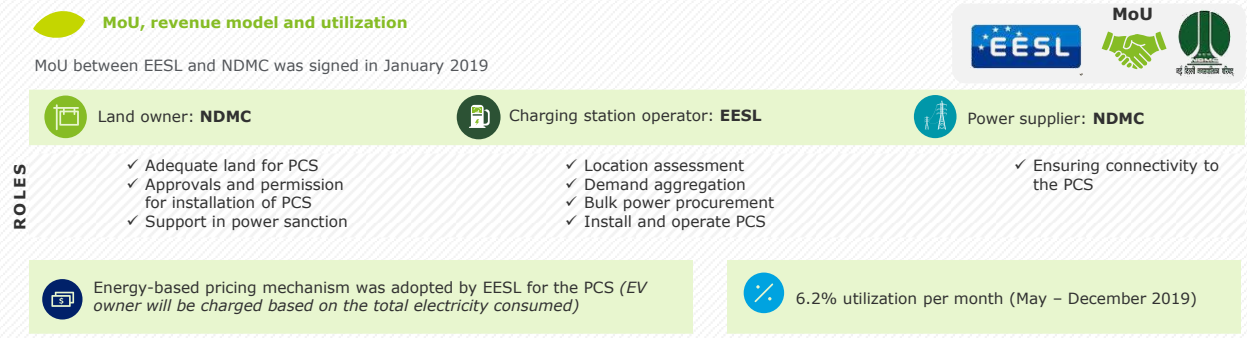 MoU, revenue model and utilization
MoU
EESL
नई दिल्ली नगरपालिका परिषद्
MoU between EESL and NDMC was signed in January 2019
Land owner: NDMC
Charging station operator: EESL
Power supplier: NDMC
ROLES
✓ Adequate land for PCS
✓ Approvals and permission
for installation of PCS
✓ Support in power sanction
✓ Location assessment
✓ Demand aggregation
✓ Bulk power procurement
✓ Install and operate PCS
✓ Ensuring connectivity to
the PCS
Energy-based pricing mechanism was adopted by EESL for the PCS (EV
owner will be charged based on the total electricity consumed)
6.2% utilization per month (May – December 2019)